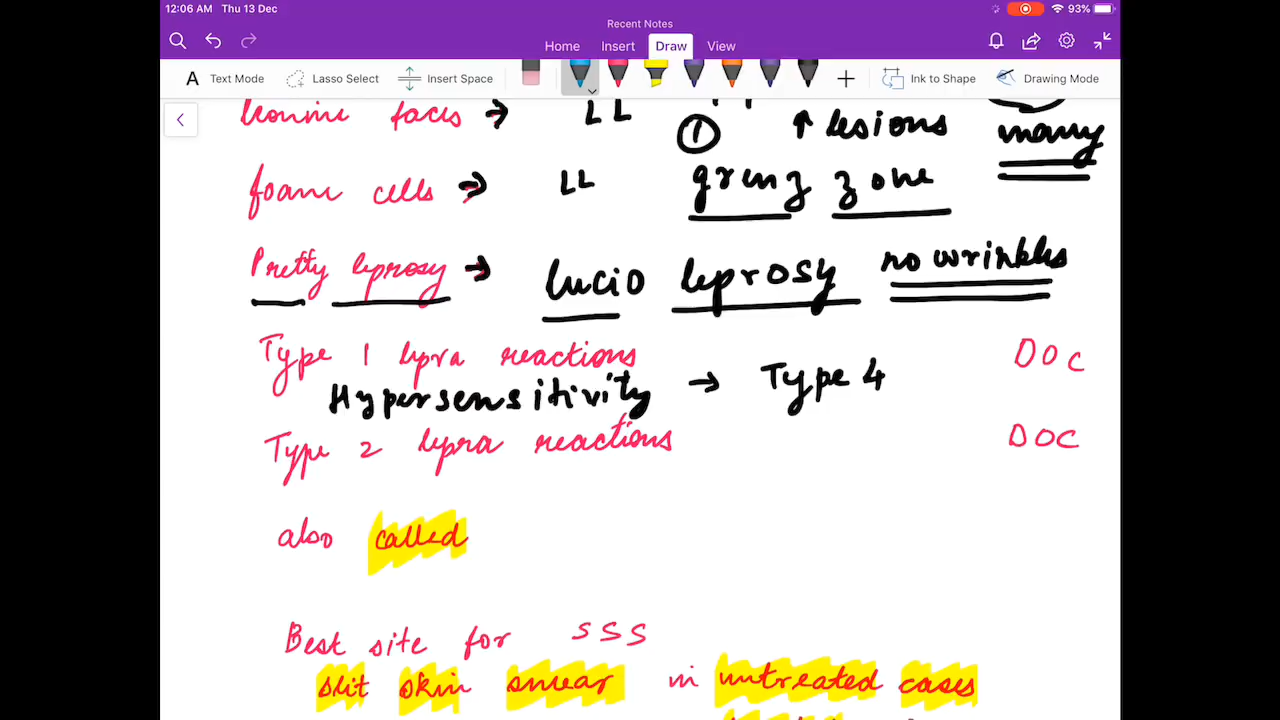 12:06 AM Thu 13 Dec
93%
Recent Notes
Home Insert Draw View
Text Mode Lasso Select Insert Space Ink to Shape Drawing Mode
faces → LL ① ↑ lesions many
foam cells → LL grenz zone
Pretty leprosy → lucio leprosy no wrinkles
Type 1 lepra reactions DOC
Hypersensitivity → Type 4
Type 2 lepra reactions DOC
also called
Best site for SSS
slit skin smear in untreated cases